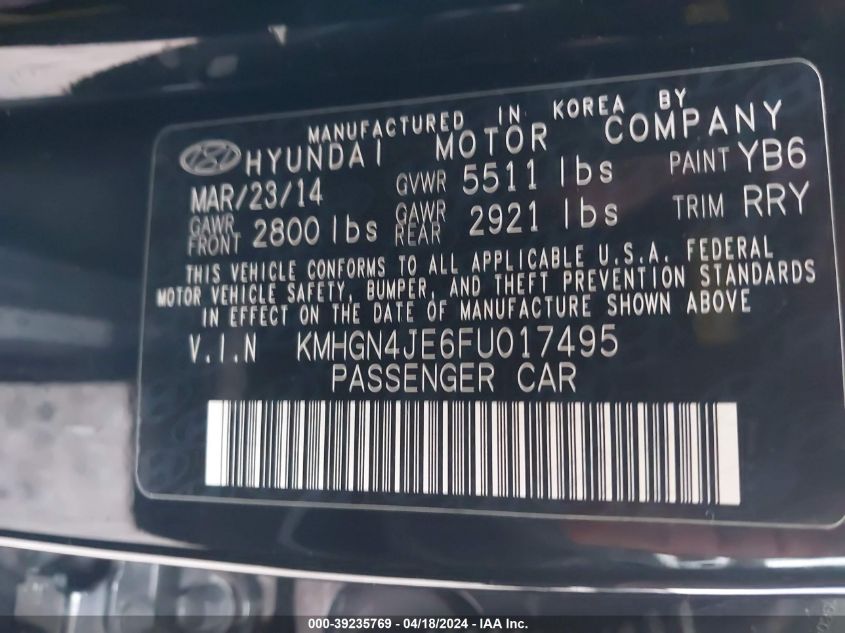 MANUFACTURED IN KOREA BY
HYUNDAI MOTOR COMPANY
MAR/23/14 GVWR 5511 lbs PAINT YB6
GAWR FRONT 2800 lbs GAWR REAR 2921 lbs TRIM RRY
THIS VEHICLE CONFORMS TO ALL APPLICABLE U.S.A. FEDERAL
MOTOR VEHICLE SAFETY, BUMPER, AND THEFT PREVENTION STANDARDS
IN EFFECT ON THE DATE OF MANUFACTURE SHOWN ABOVE
V.I.N KMHGN4JE6FU017495
PASSENGER CAR
000-39235769 - 04/18/2024 - IAA, Inc.